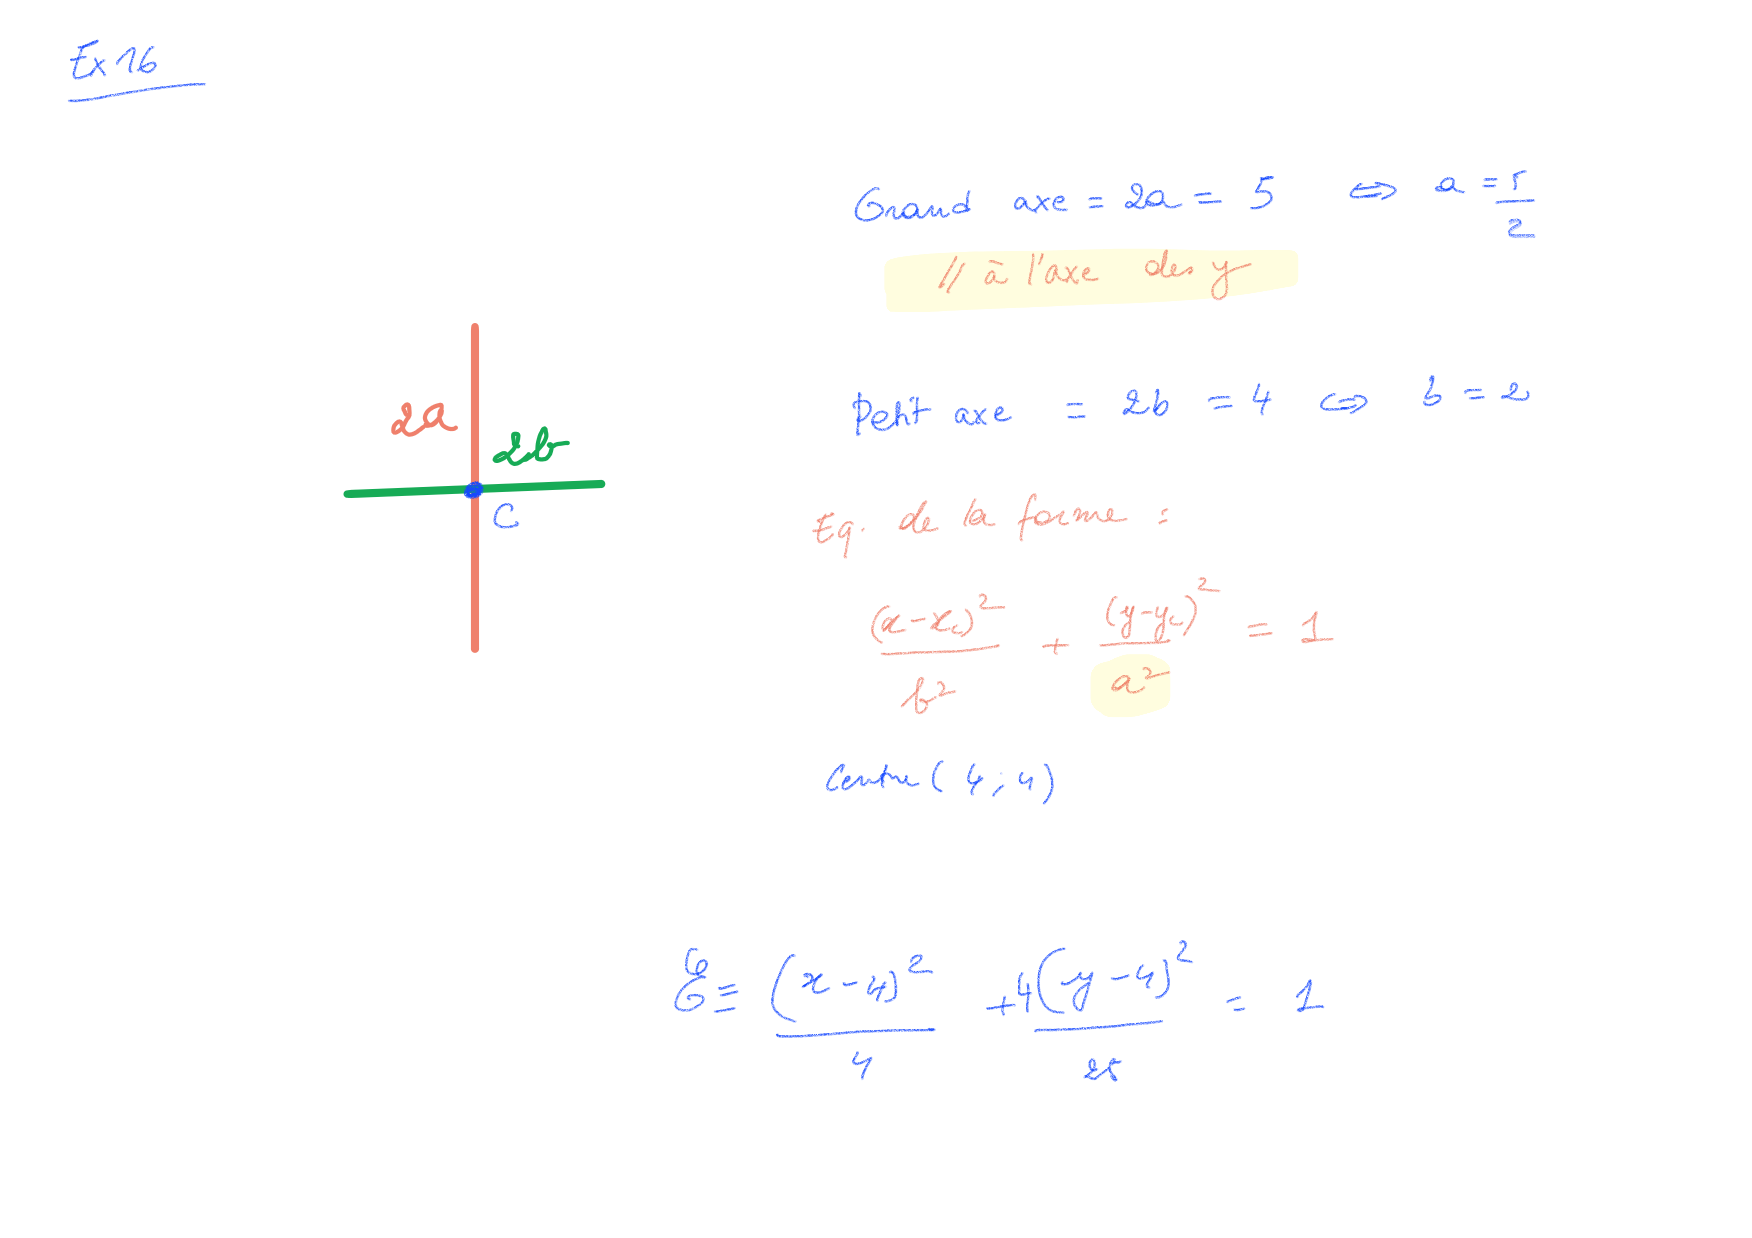 Ex 16
Grand axe = 2a = 5 ⇔ a = 5/2
// à l'axe des y
2a
2b
C
Petit axe = 2b = 4 ⇔ b = 2
Eq. de la forme :
(x-x_c)²/b² + (y-y_c)²/a² = 1
Centre (4; 4)
𝒞 ≡ (x-4)²/4 + 4(y-4)²/25 = 1